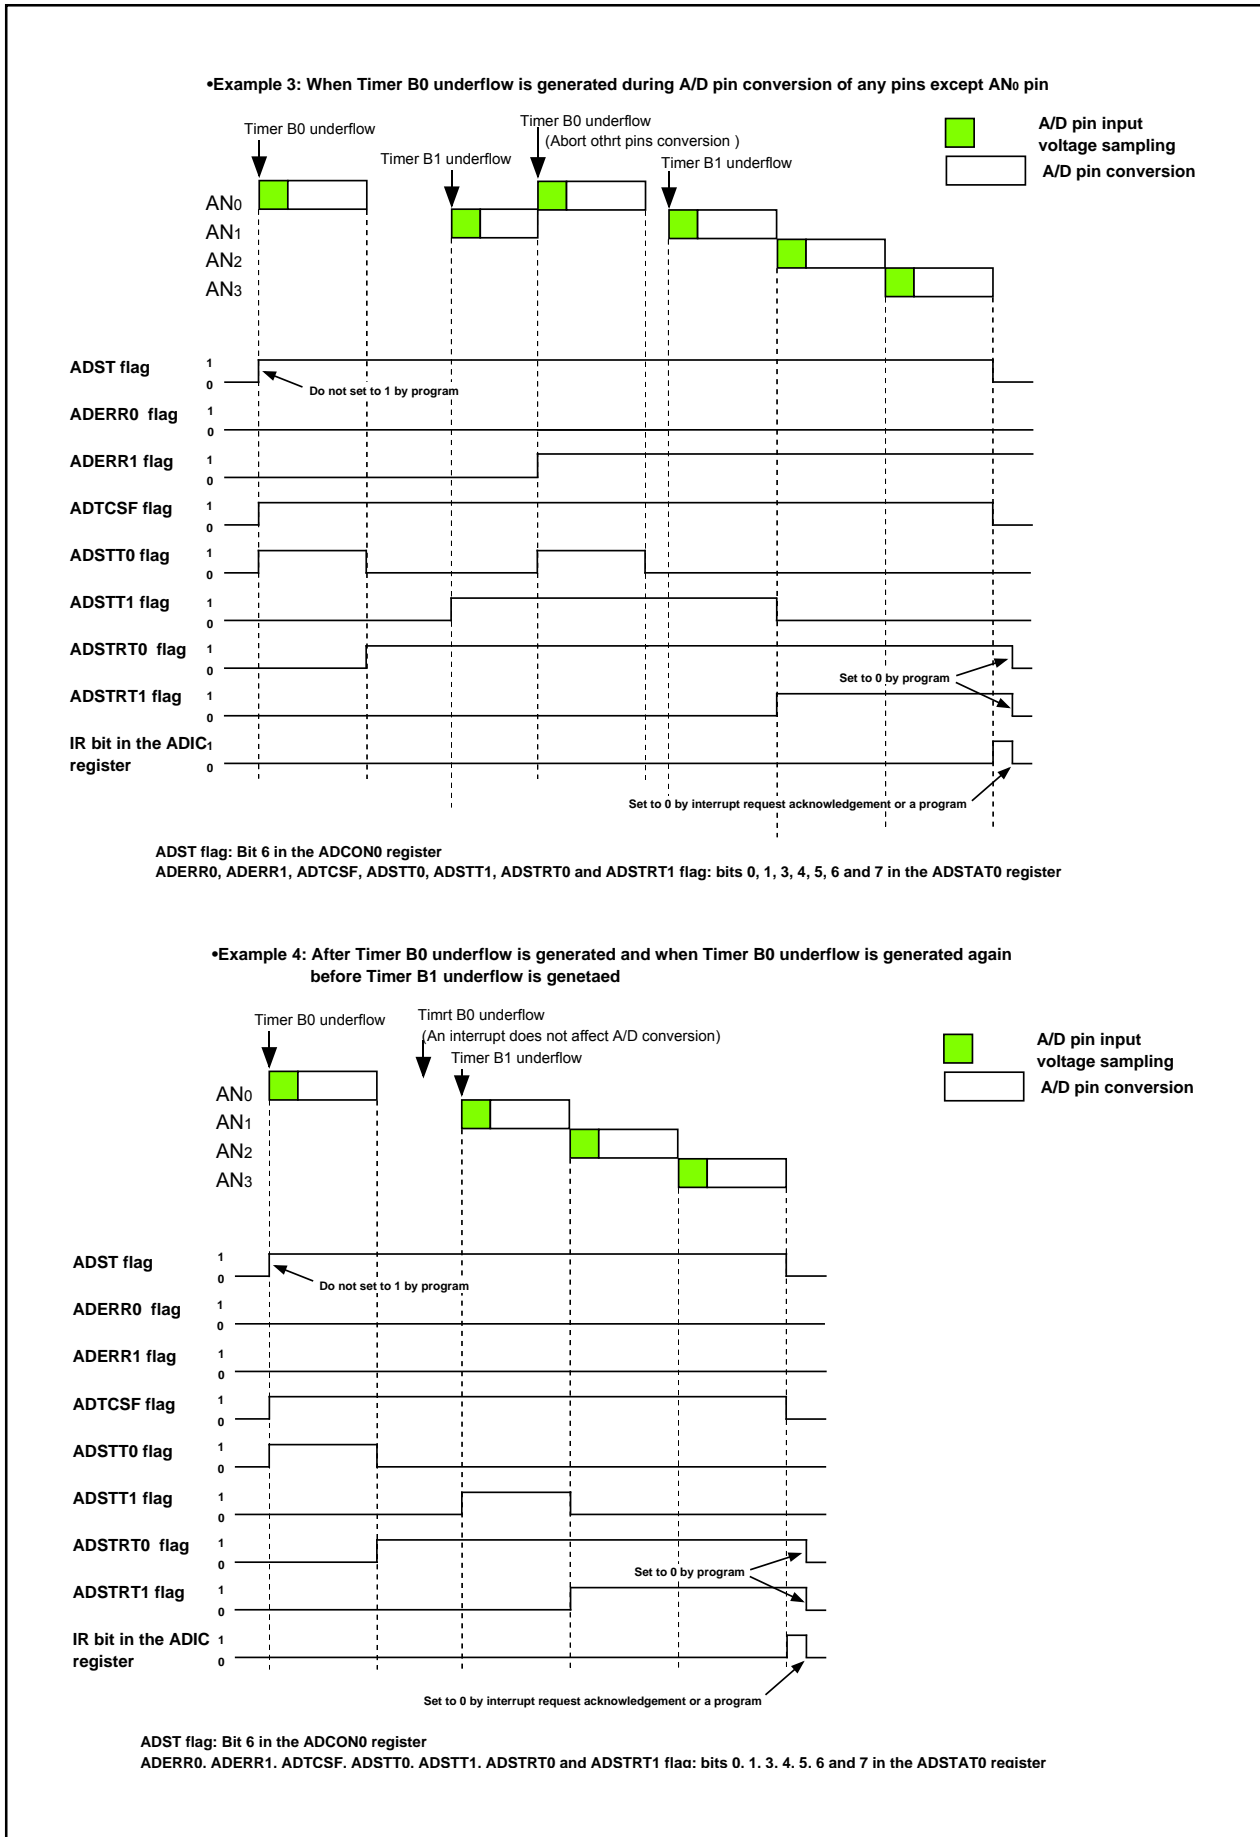 •Example 3: When Timer B0 underflow is generated during A/D pin conversion of any pins except AN0 pin
Timer B0 underflow
Timer B1 underflow
Timer B0 underflow
(Abort othrt pins conversion )
Timer B1 underflow
A/D pin input
voltage sampling
A/D pin conversion
AN0
AN1
AN2
AN3
ADST flag
1
0
Do not set to 1 by program
ADERR0 flag
1
0
ADERR1 flag
1
0
ADTCSF flag
1
0
ADSTT0 flag
1
0
ADSTT1 flag
1
0
ADSTRT0 flag
1
0
Set to 0 by program
ADSTRT1 flag
1
0
IR bit in the ADIC
register
1
0
Set to 0 by interrupt request acknowledgement or a program
ADST flag: Bit 6 in the ADCON0 register
ADERR0, ADERR1, ADTCSF, ADSTT0, ADSTT1, ADSTRT0 and ADSTRT1 flag: bits 0, 1, 3, 4, 5, 6 and 7 in the ADSTAT0 register
•Example 4: After Timer B0 underflow is generated and when Timer B0 underflow is generated again
before Timer B1 underflow is genetaed
Timer B0 underflow
Timrt B0 underflow
(An interrupt does not affect A/D conversion)
Timer B1 underflow
A/D pin input
voltage sampling
A/D pin conversion
AN0
AN1
AN2
AN3
ADST flag
1
0
Do not set to 1 by program
ADERR0 flag
1
0
ADERR1 flag
1
0
ADTCSF flag
1
0
ADSTT0 flag
1
0
ADSTT1 flag
1
0
ADSTRT0 flag
1
0
Set to 0 by program
ADSTRT1 flag
1
0
IR bit in the ADIC
register
1
0
Set to 0 by interrupt request acknowledgement or a program
ADST flag: Bit 6 in the ADCON0 register
ADERR0, ADERR1, ADTCSF, ADSTT0, ADSTT1, ADSTRT0 and ADSTRT1 flag: bits 0, 1, 3, 4, 5, 6 and 7 in the ADSTAT0 register